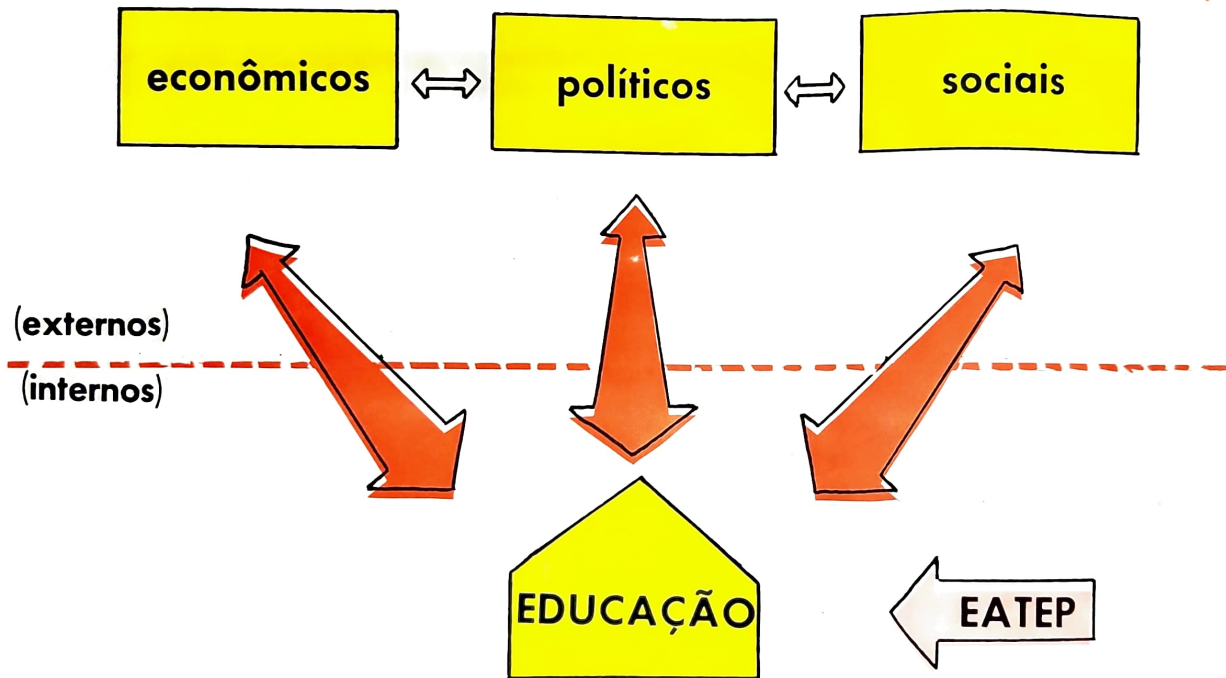 econômicos
políticos
sociais
(externos)
(internos)
EDUCAÇÃO
EATEP